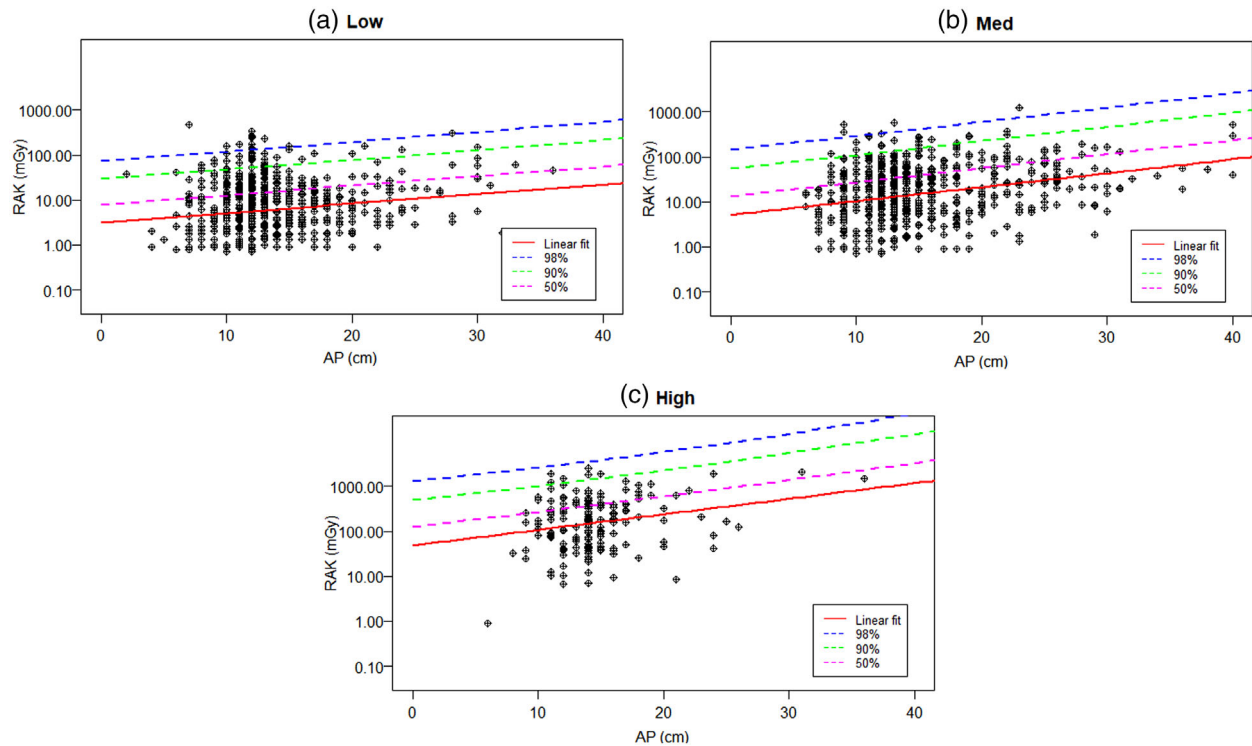 (a) Low
RAK (mGy)
1000.00
100.00
10.00
1.00
0.10
0 10 20 30 40
AP (cm)
Linear fit
98%
90%
50%
(b) Med
RAK (mGy)
1000.00
100.00
10.00
1.00
0.10
0 10 20 30 40
AP (cm)
Linear fit
98%
90%
50%
(c) High
RAK (mGy)
1000.00
100.00
10.00
1.00
0.10
0 10 20 30 40
AP (cm)
Linear fit
98%
90%
50%